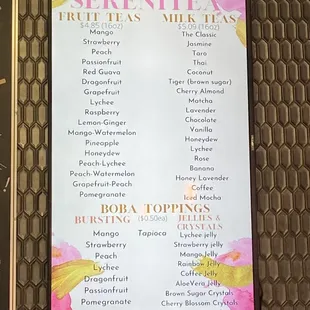 SERENITEA
FRUIT TEAS
$4.85 (16oz)
Mango
Strawberry
Peach
Passionfruit
Red Guava
Dragonfruit
Grapefruit
Lychee
Raspberry
Lemon-Ginger
Mango-Watermelon
Pineapple
Honeydew
Peach-Lychee
Peach-Watermelon
Grapefruit-Peach
Pomegranate
MILK TEAS
$5.09 (16oz)
The Classic
Jasmine
Taro
Thai
Coconut
Tiger (brown sugar)
Cherry Almond
Matcha
Lavender
Chocolate
Vanilla
Honeydew
Lychee
Rose
Banana
Honey Lavender
Coffee
Iced Mocha
BOBA TOPPINGS
BURSTING ($0.50ea)
Mango
Strawberry
Peach
Lychee
Dragonfruit
Passionfruit
Pomegranate
Tapioca
JELLIES &
CRYSTALS
Lychee jelly
Strawberry jelly
Mango Jelly
Rainbow Jelly
Coffee Jelly
AloeVera Jelly
Brown Sugar Crystals
Cherry Blossom Crystals